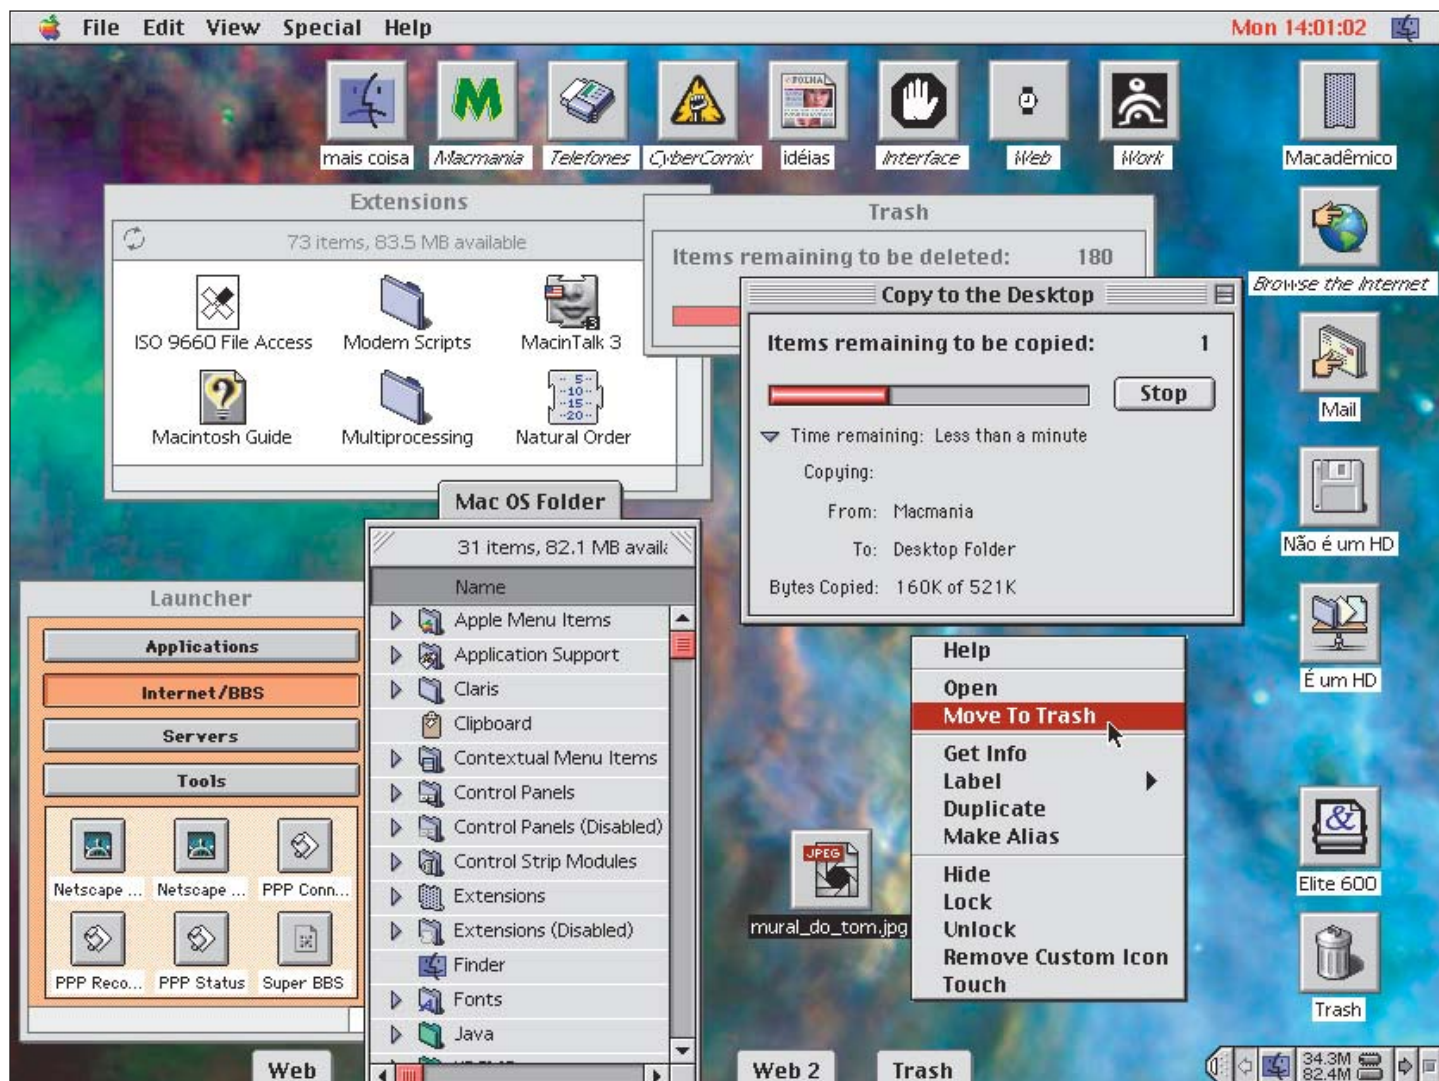 File Edit View Special Help
Mon 14:01:02
mais coisa
Macmania
Telefones
CyberComix
FOLHA
idéias
Interface
Web
Work
Macadêmico
Extensions
73 items, 83.5 MB available
ISO 9660 File Access
Modem Scripts
MacinTalk 3
5
10
15
20
Macintosh Guide
Multiprocessing
Natural Order
Trash
Items remaining to be deleted: 180
Copy to the Desktop
Items remaining to be copied: 1
Stop
Time remaining: Less than a minute
Copying:
From: Macmania
To: Desktop Folder
Bytes Copied: 160K of 521K
Browse the Internet
Mail
Não é um HD
É um HD
Elite 600
Trash
Mac OS Folder
31 items, 82.1 MB availa
Name
Apple Menu Items
Application Support
Claris
Clipboard
Contextual Menu Items
Control Panels
Control Panels (Disabled)
Control Strip Modules
Extensions
Extensions (Disabled)
Finder
Fonts
Java
Launcher
Applications
Internet/BBS
Servers
Tools
Netscape ...
Netscape ...
PPP Conn...
PPP Reco...
PPP Status
Super BBS
Help
Open
Move To Trash
Get Info
Label
Duplicate
Make Alias
Hide
Lock
Unlock
Remove Custom Icon
Touch
JPEG
mural_do_tom.jpg
Web
Web 2
Trash
34.3M
82.4M